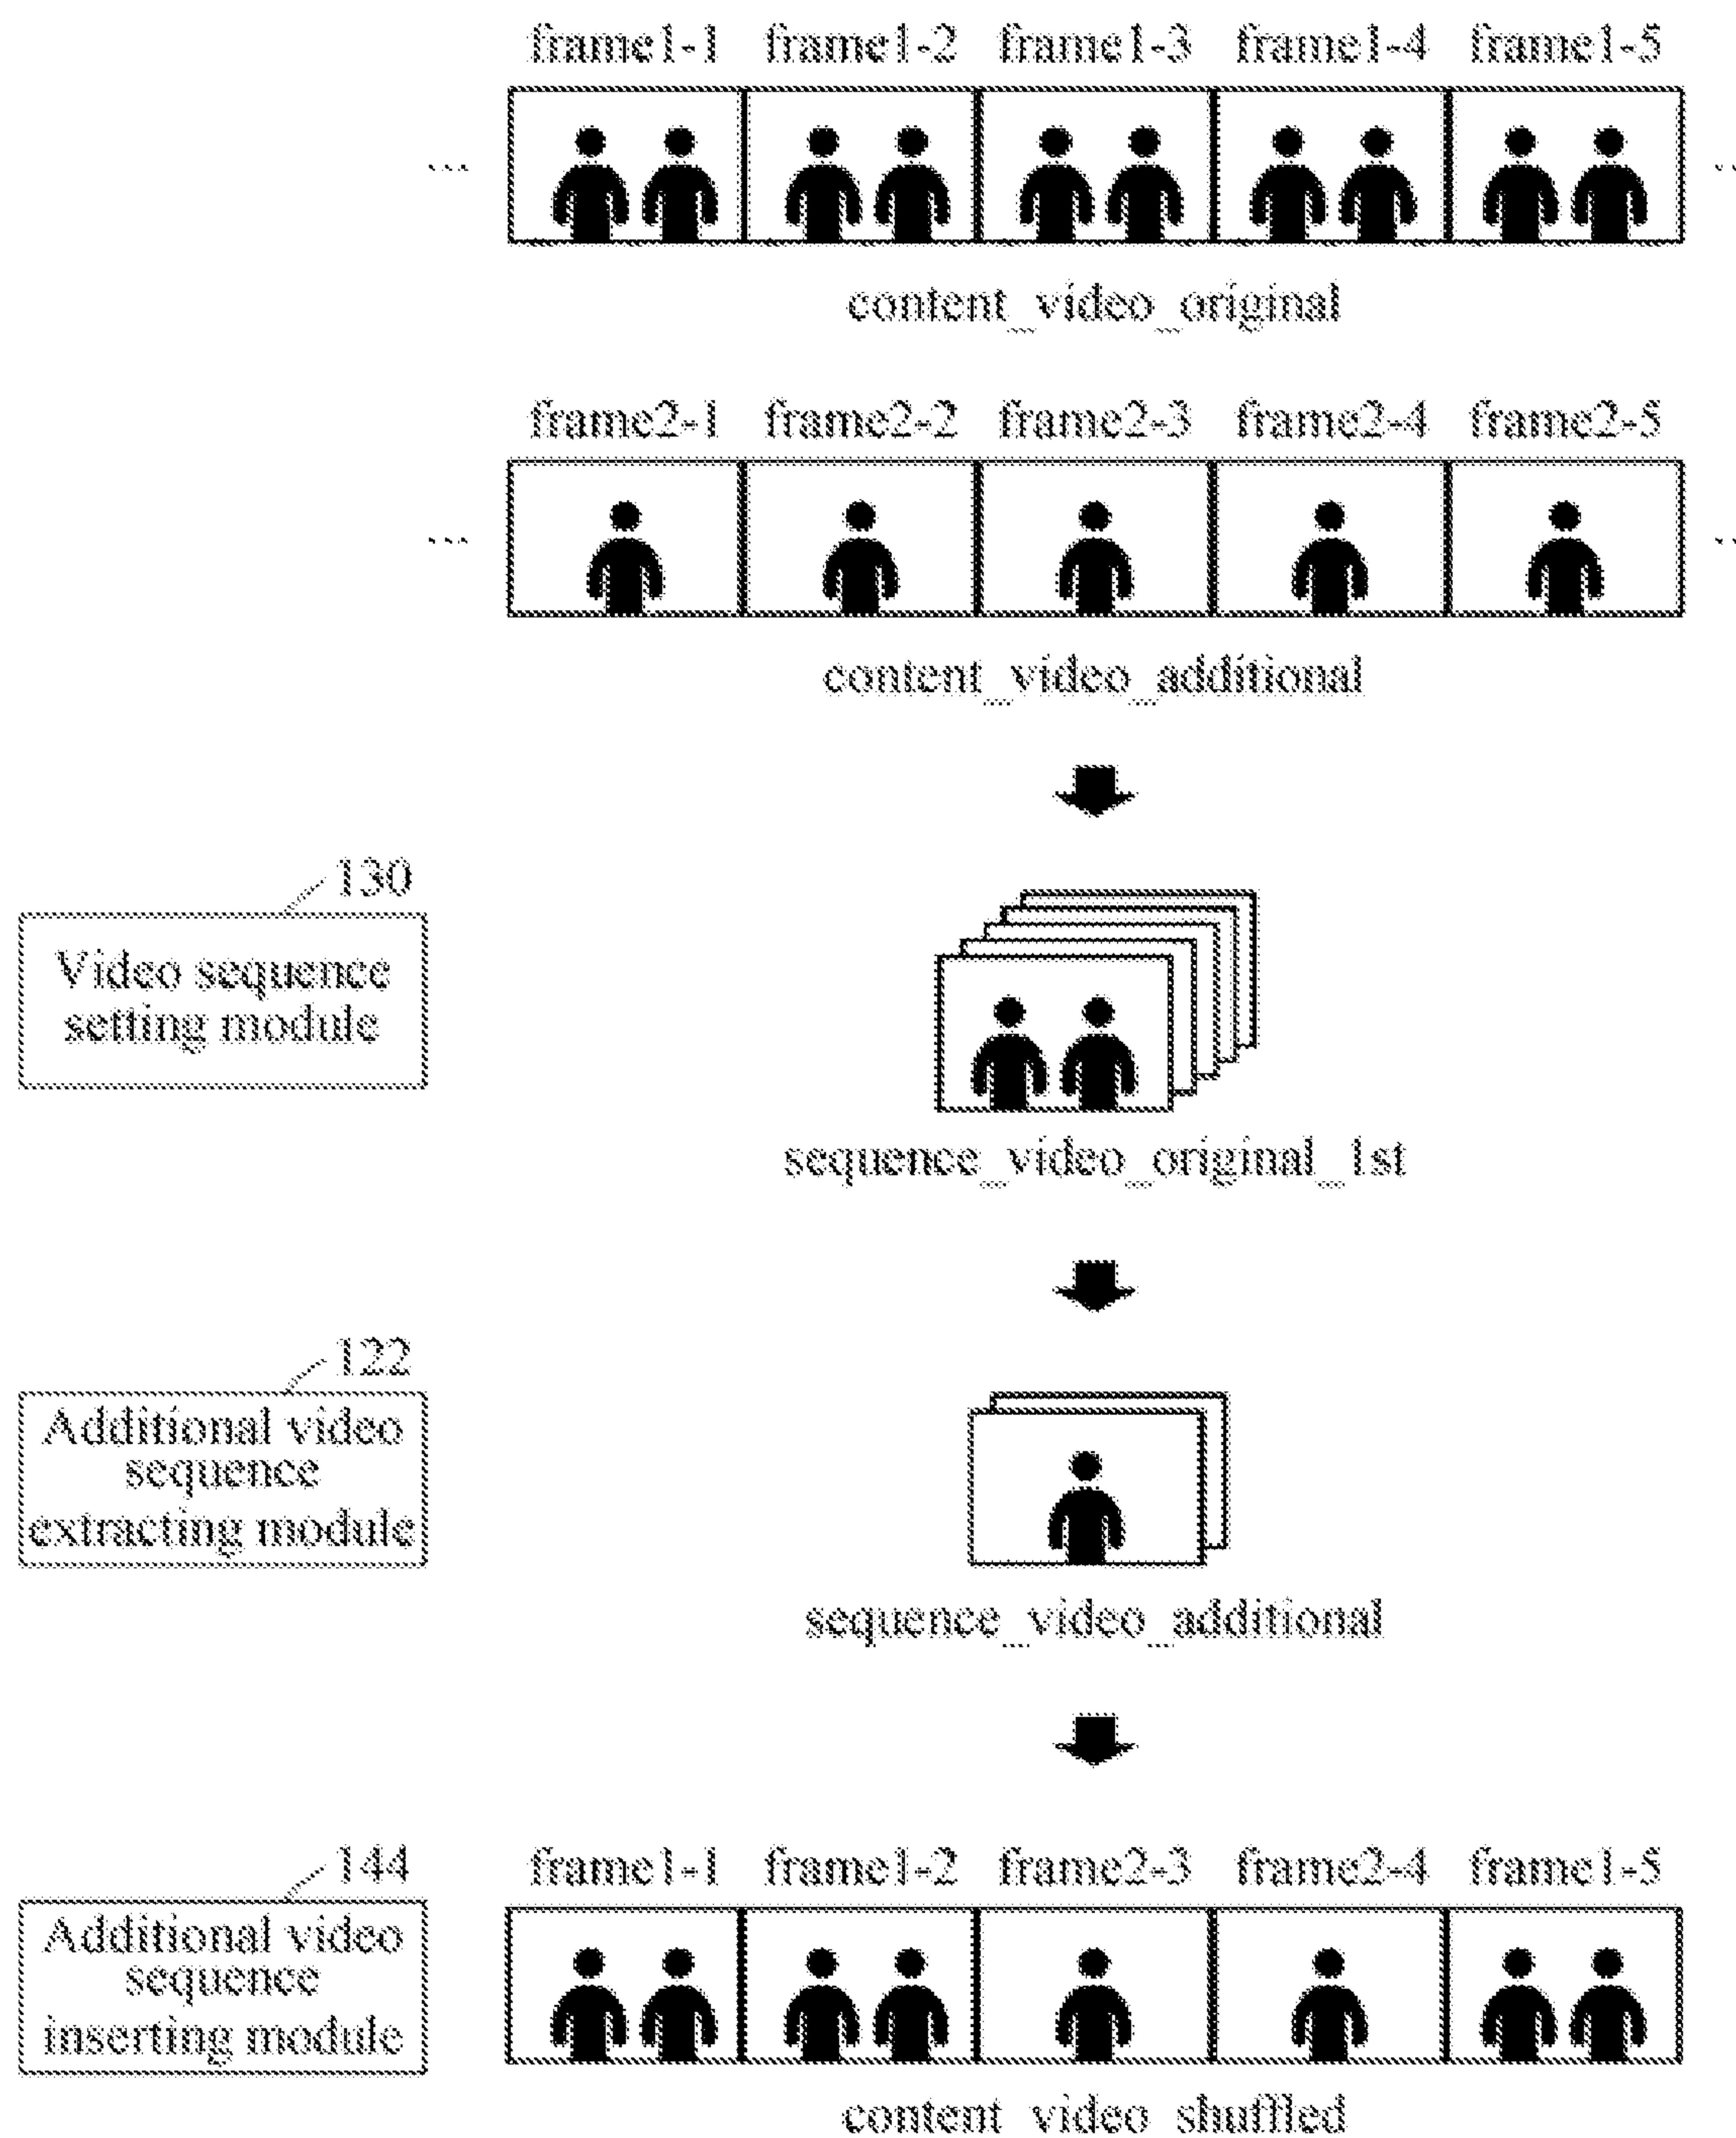 frame1-1 frame1-2 frame1-3 frame1-4 frame1-5
...
content_video_original
frame2-1 frame2-2 frame2-3 frame2-4 frame2-5
...
content_video_additional
130
Video sequence
setting module
sequence_video_original_1st
122
Additional video
sequence
extracting module
sequence_video_additional
144
Additional video
sequence
inserting module
frame1-1 frame1-2 frame2-3 frame2-4 frame1-5
content_video_shuffled